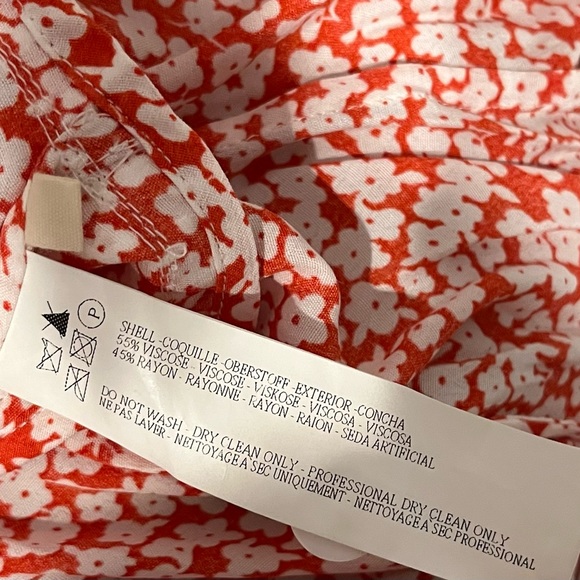 P
SHELL -COQUILLE -OBERSTOFF -EXTERIOR -CONCHA
55% VISCOSE - VISCOSE - VISKOSE - VISCOSA - VISCOSA
45% RAYON - RAYONNE - RAYON - RAION - SEDA ARTIFICIAL
DO NOT WASH - DRY CLEAN ONLY - PROFESSIONAL DRY CLEAN ONLY
NE PAS LAVER - NETTOYAGE A SEC UNIQUEMENT - NETTOYAGE A SEC PROFESSIONAL